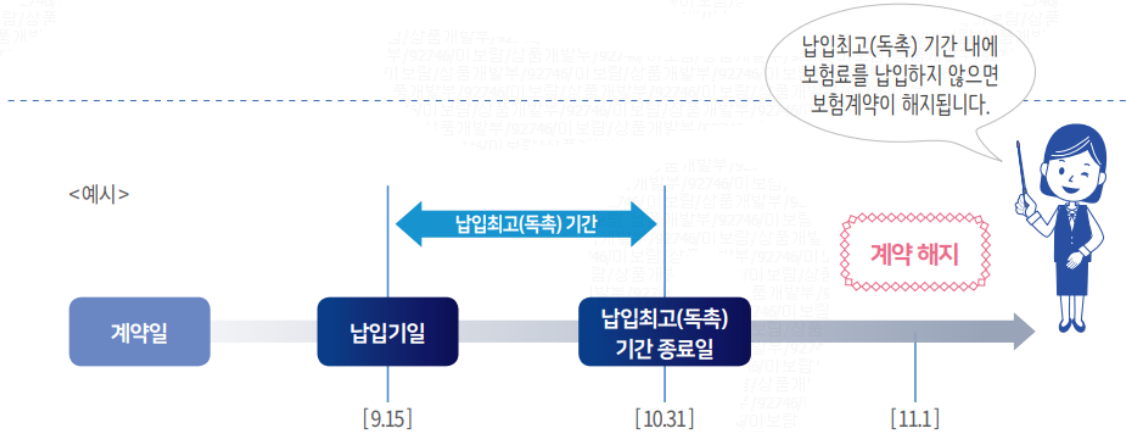 납입최고(독촉) 기간 내에
보험료를 납입하지 않으면
보험계약이 해지됩니다.
<예시>
납입최고(독촉) 기간
계약 해지
계약일
납입기일
납입최고(독촉)
기간 종료일
[9.15]
[10.31]
[11.1]